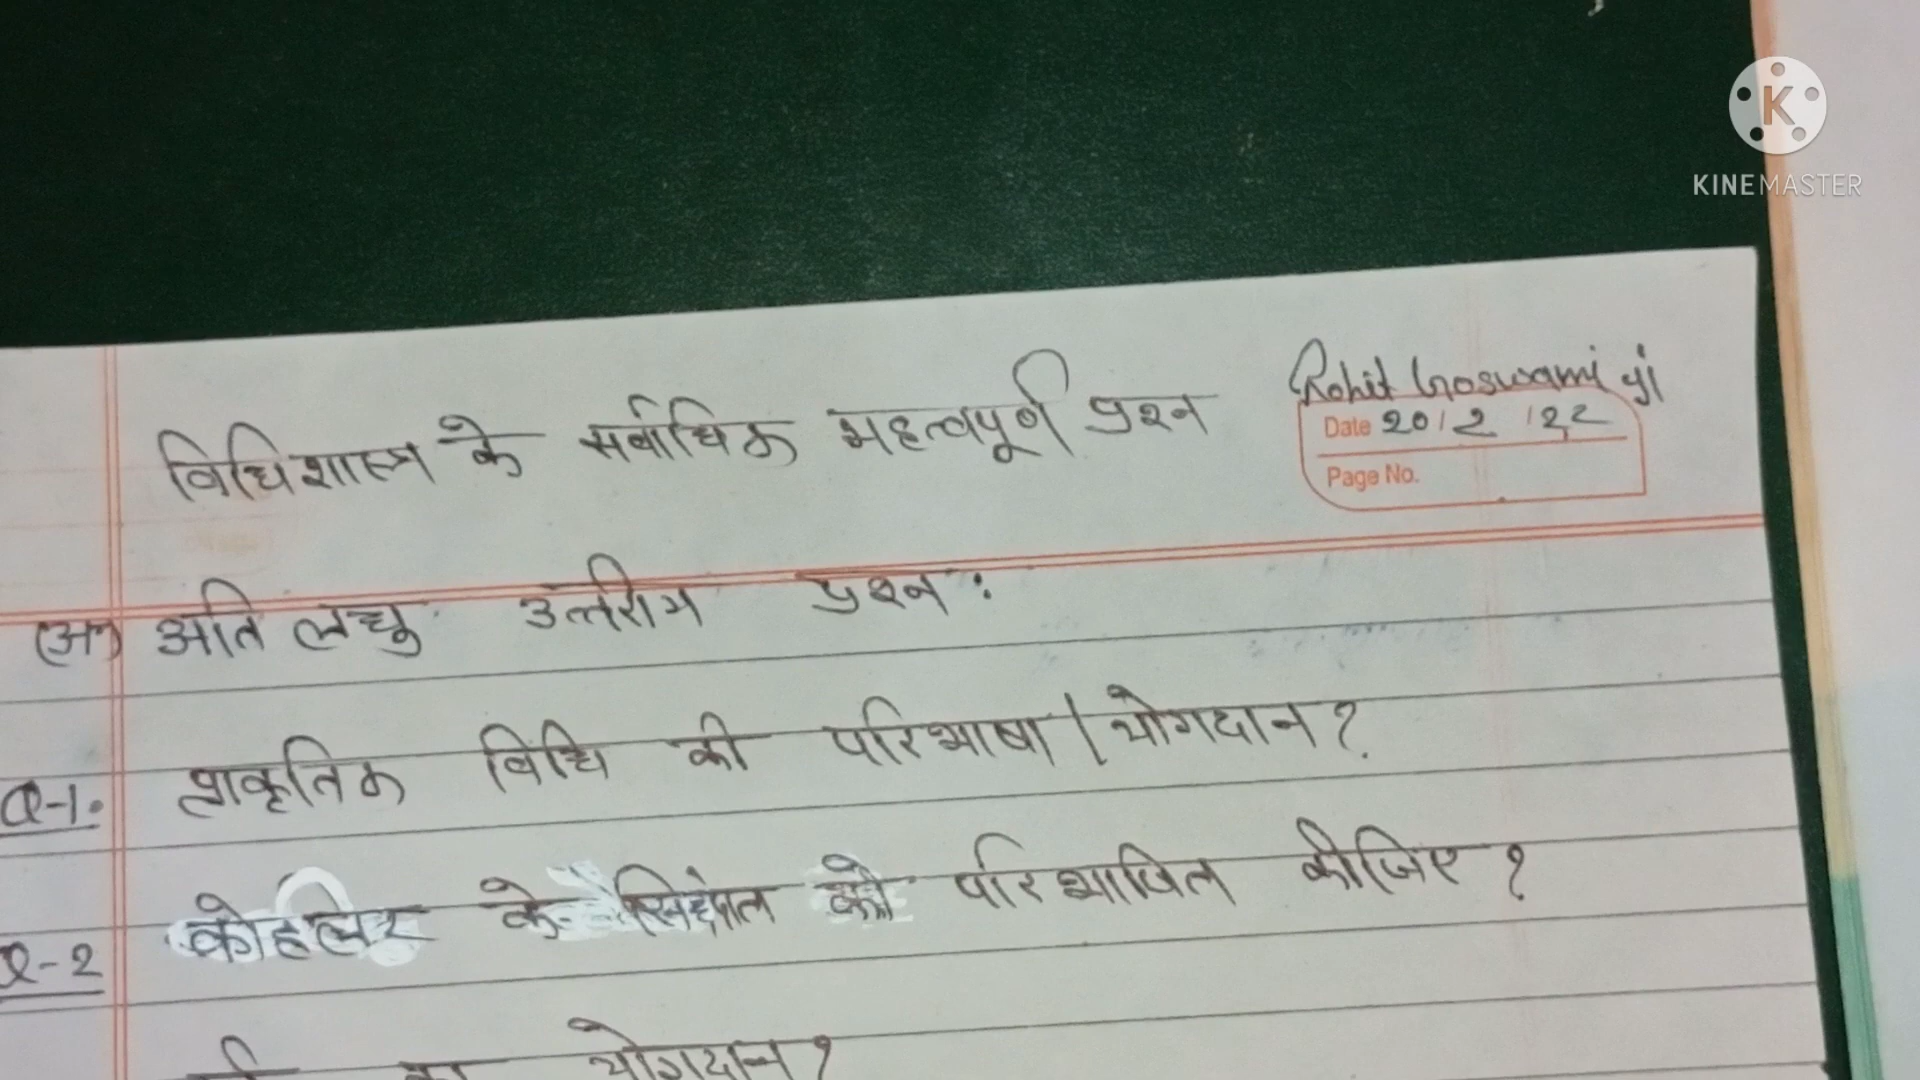 KINEMASTER
Rohit Goswami ji
विधिशास्त्र के सर्वाधिक महत्वपूर्ण प्रश्न
Date 20/2/22
Page No.
(अ) अति लघु उत्तरीय प्रश्न :
Q-1. प्राकृतिक विधि की परिभाषा / योगदान ?
Q-2 कोहलर के सिद्धांत को परिभाषित कीजिए ?
योगदान ?